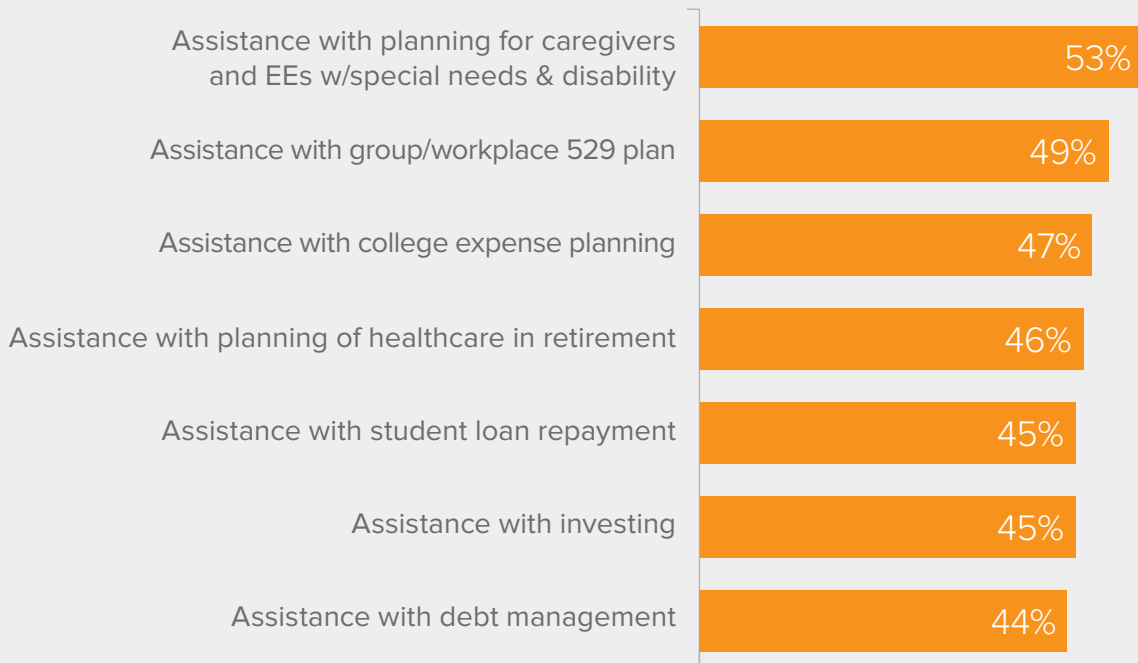 Assistance with planning for caregivers
and EEs w/special needs & disability
53%
Assistance with group/workplace 529 plan
49%
Assistance with college expense planning
47%
Assistance with planning of healthcare in retirement
46%
Assistance with student loan repayment
45%
Assistance with investing
45%
Assistance with debt management
44%